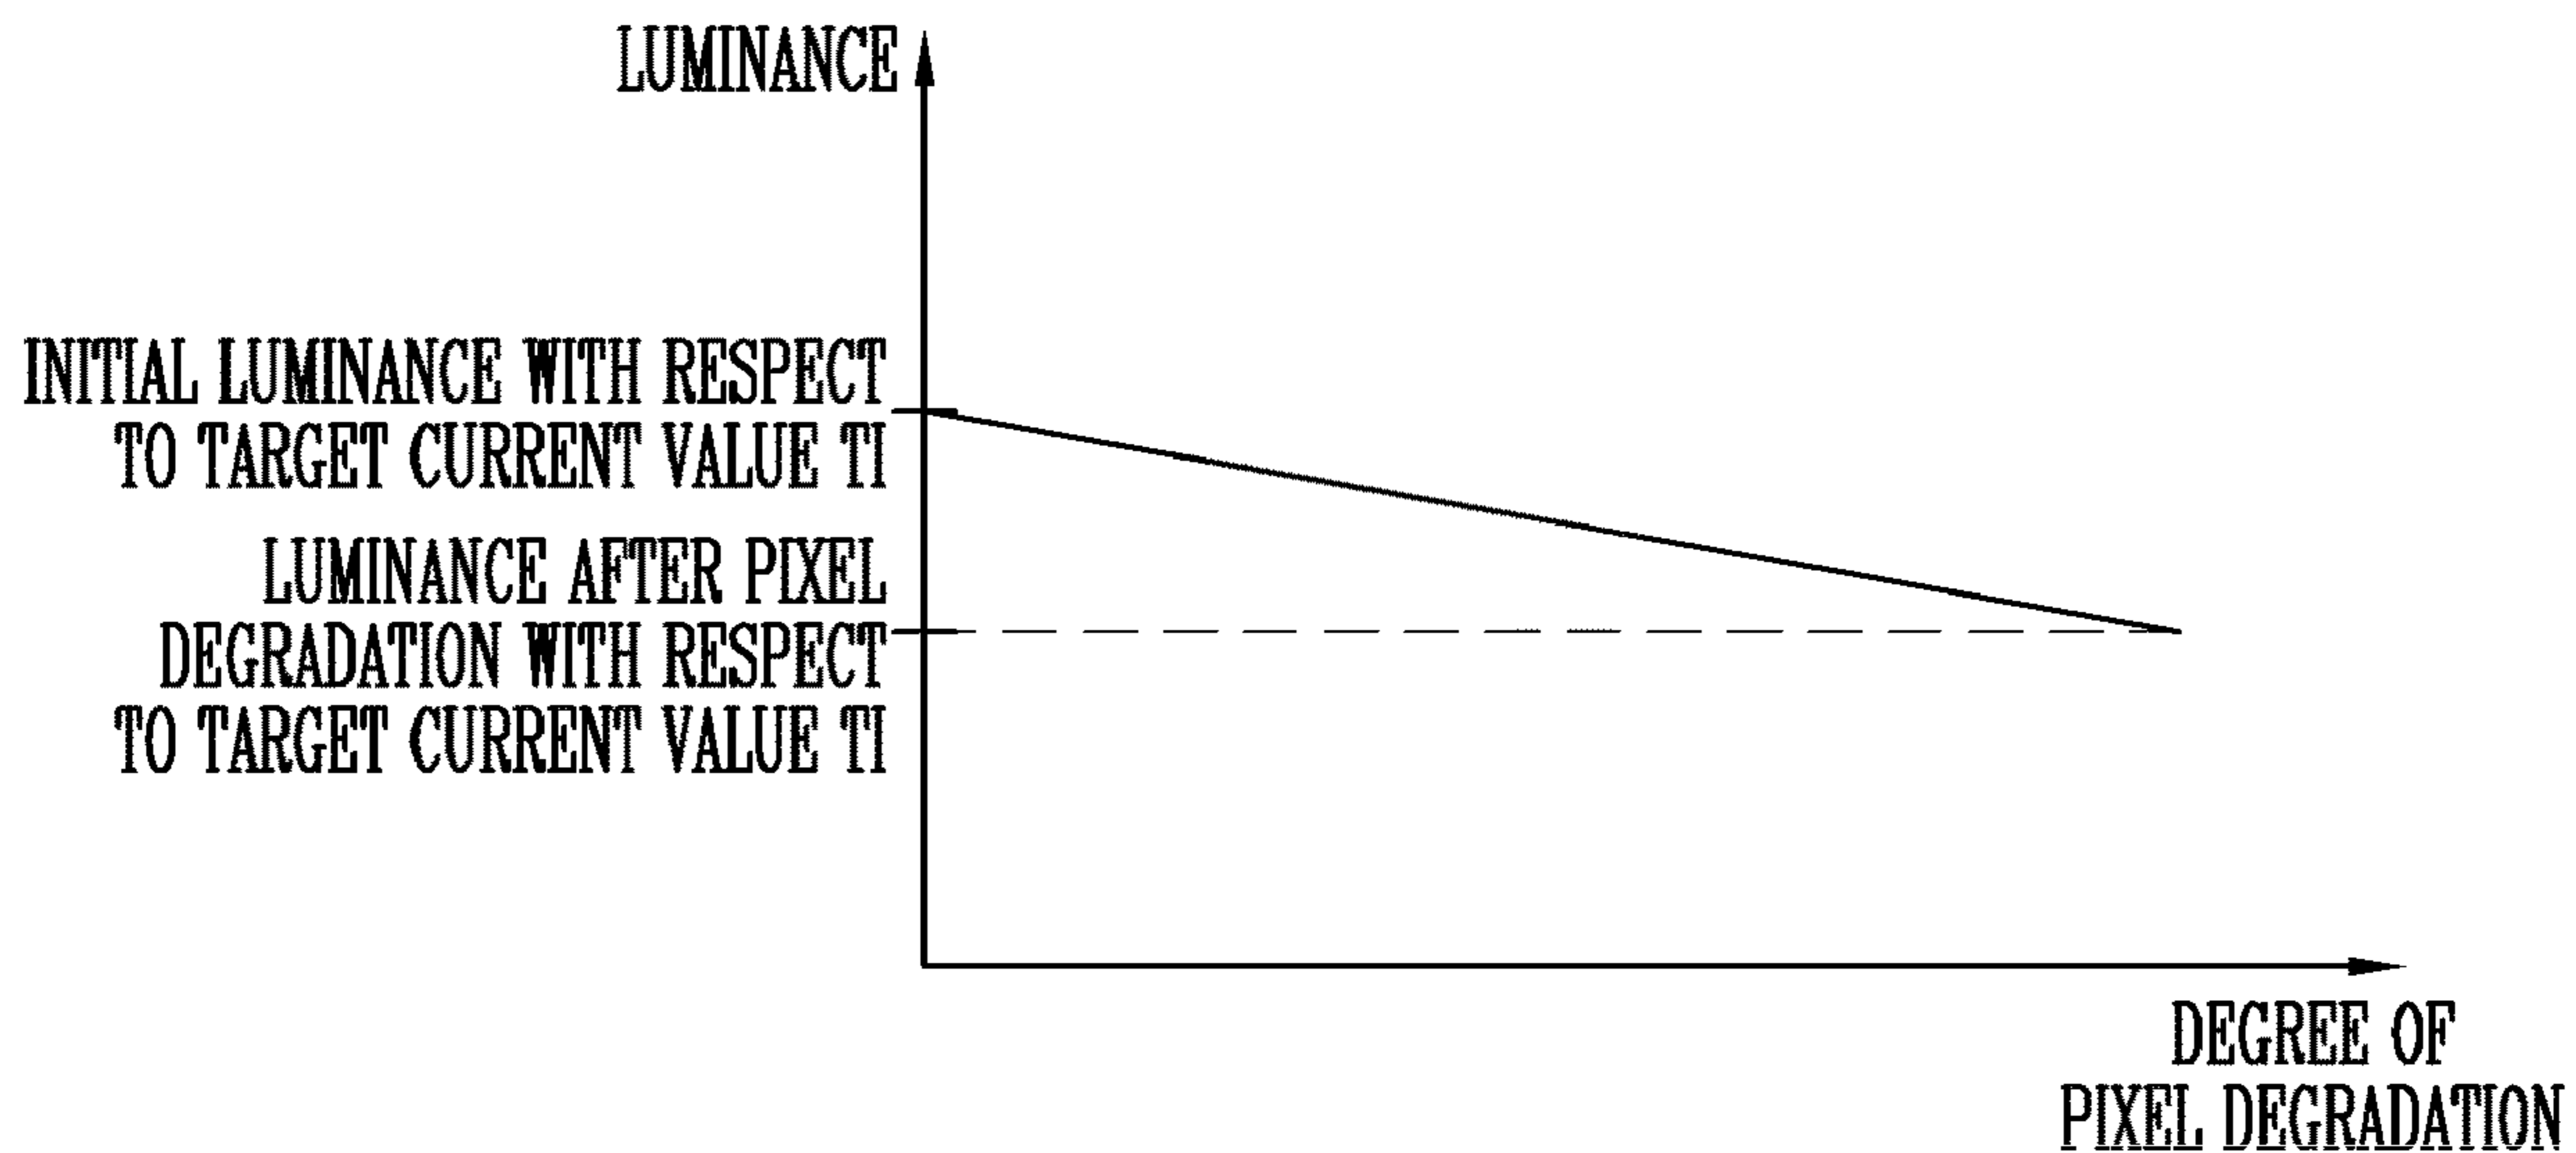 LUMINANCE
INITIAL LUMINANCE WITH RESPECT
TO TARGET CURRENT VALUE TI
LUMINANCE AFTER PIXEL
DEGRADATION WITH RESPECT
TO TARGET CURRENT VALUE TI
DEGREE OF
PIXEL DEGRADATION